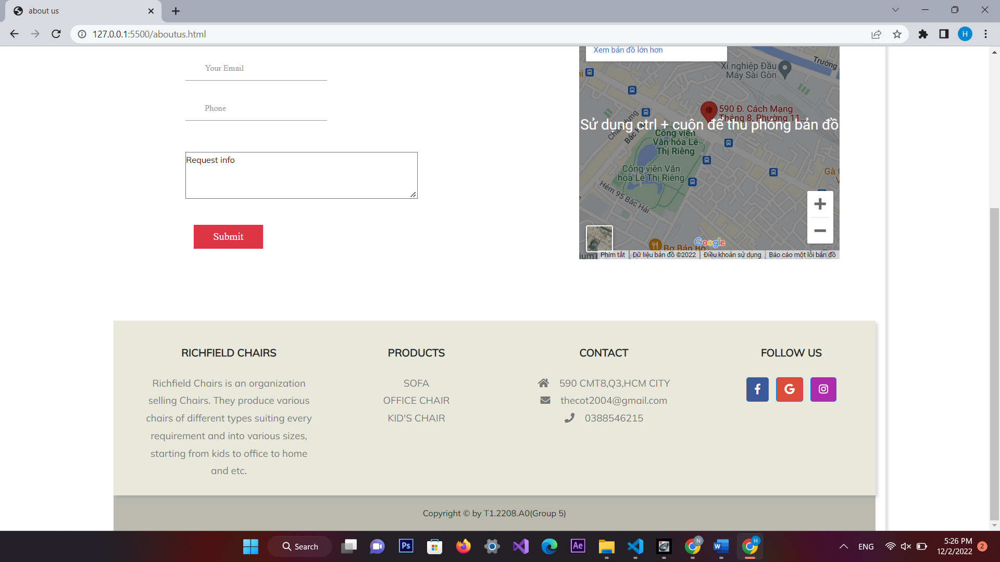 about us
127.0.0.1:5500/aboutus.html
H
Your Email
Phone
Request info
Submit
Xem bản đồ lớn hơn
Trường
Xí nghiệp Đầu
Máy Sài Gòn
590 Đ. Cách Mạng
Tháng 8, Phường 11...
Sử dụng ctrl + cuộn để thu phóng bản đồ
Chấn Hưng
Bắc Hải
Công viên
Văn hóa Lê
Thị Riêng
Công viên Văn
hóa Lê Thị Riêng
Hẻm 95 Bắc Hải
Google
Phím tắt
Dữ liệu bản đồ ©2022
Điều khoản sử dụng
Báo cáo một lỗi bản đồ
RICHFIELD CHAIRS
Richfield Chairs is an organization
selling Chairs. They produce various
chairs of different types suiting every
requirement and into various sizes,
starting from kids to office to home
and etc.
PRODUCTS
SOFA
OFFICE CHAIR
KID'S CHAIR
CONTACT
590 CMT8,Q3,HCM CITY
thecot2004@gmail.com
0388546215
FOLLOW US
f
G
Copyright © by T1.2208.A0(Group 5)
Search
Ps
Ae
N
W
H
ENG
5:26 PM
12/2/2022
2